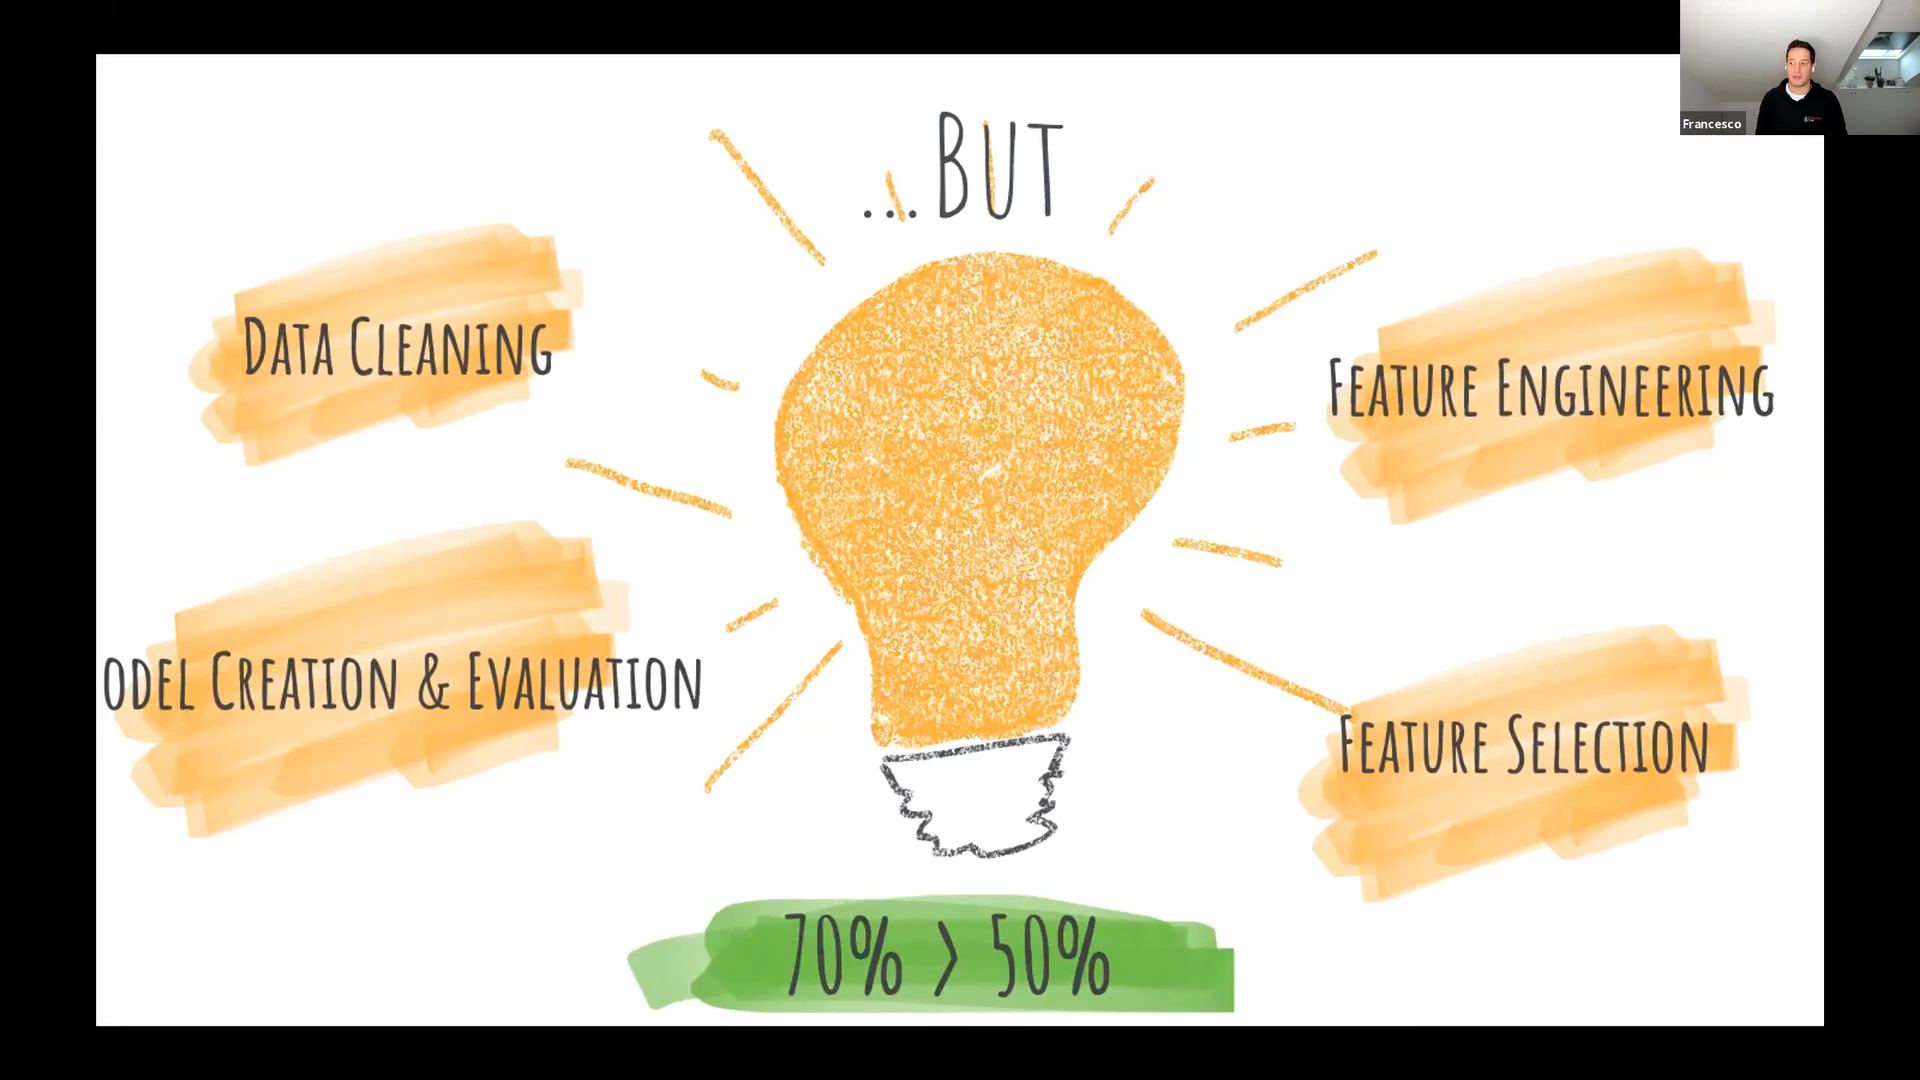 ...BUT
DATA CLEANING
FEATURE ENGINEERING
ODEL CREATION & EVALUATION
FEATURE SELECTION
70% > 50%
Francesco